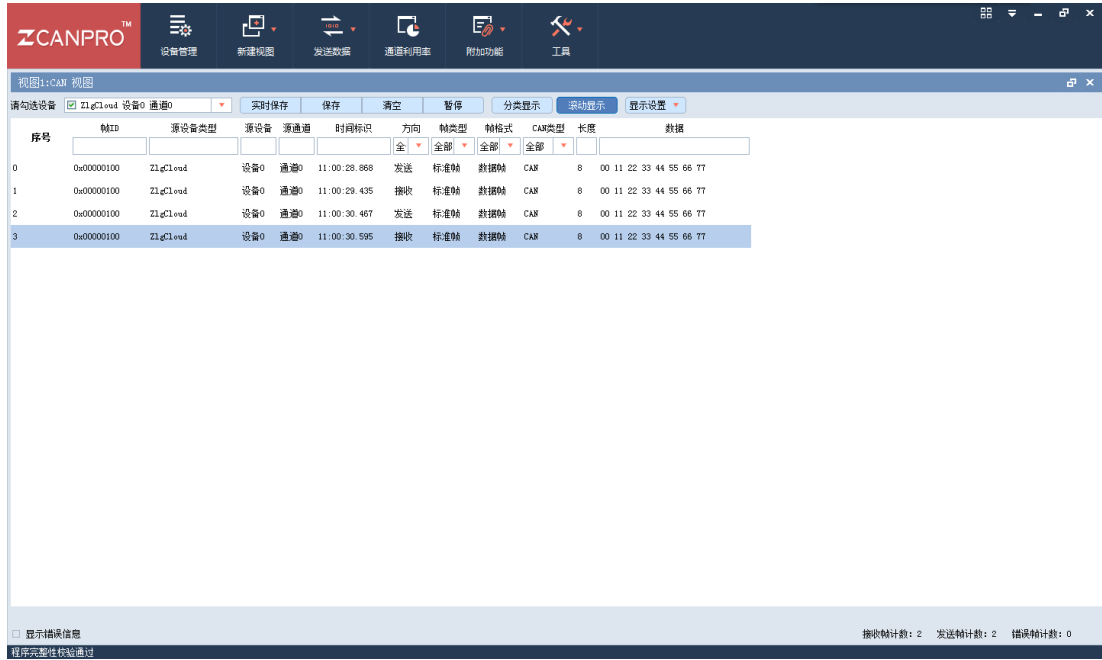 ZCANPRO™
设备管理 新建视图 发送数据 通道利用率 附加功能 工具
视图1:CAN 视图
请勾选设备 ZlgCloud 设备0 通道0 实时保存 保存 清空 暂停 分类显示 滚动显示 显示设置
序号 帧ID 源设备类型 源设备 源通道 时间标识 方向 帧类型 帧格式 CAN类型 长度 数据
全 全部 全部 全部
0 0x00000100 ZlgCloud 设备0 通道0 11:00:28.868 发送 标准帧 数据帧 CAN 8 00 11 22 33 44 55 66 77
1 0x00000100 ZlgCloud 设备0 通道0 11:00:29.435 接收 标准帧 数据帧 CAN 8 00 11 22 33 44 55 66 77
2 0x00000100 ZlgCloud 设备0 通道0 11:00:30.467 发送 标准帧 数据帧 CAN 8 00 11 22 33 44 55 66 77
3 0x00000100 ZlgCloud 设备0 通道0 11:00:30.595 接收 标准帧 数据帧 CAN 8 00 11 22 33 44 55 66 77
显示错误信息 接收帧计数: 2 发送帧计数: 2 错误帧计数: 0
程序完整性校验通过